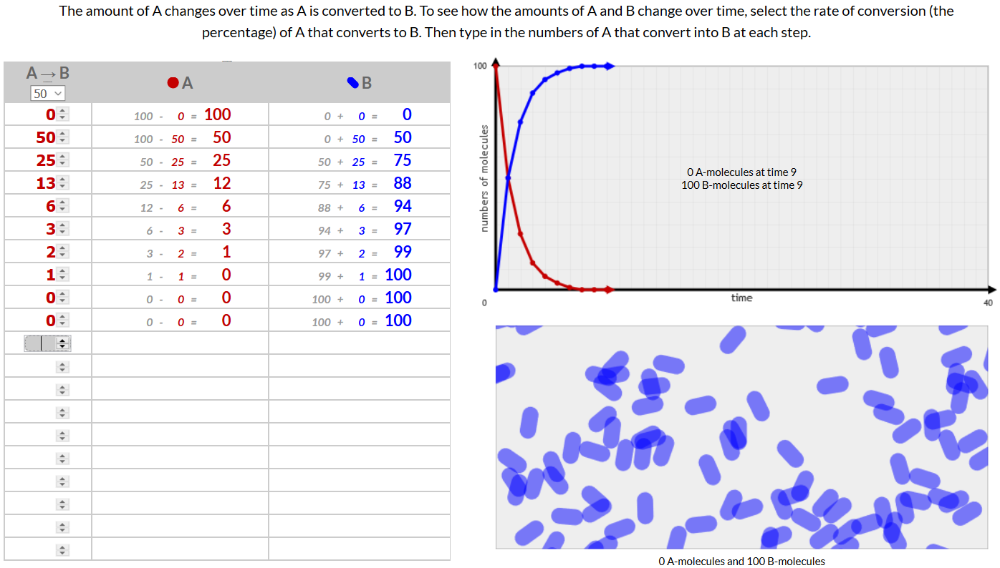 The amount of A changes over time as A is converted to B. To see how the amounts of A and B change over time, select the rate of conversion (the
percentage) of A that converts to B. Then type in the numbers of A that convert into B at each step.
A → B
50
A
B
0 100 - 0 = 100 0 + 0 = 0
50 100 - 50 = 50 0 + 50 = 50
25 50 - 25 = 25 50 + 25 = 75
13 25 - 13 = 12 75 + 13 = 88
6 12 - 6 = 6 88 + 6 = 94
3 6 - 3 = 3 94 + 3 = 97
2 3 - 2 = 1 97 + 2 = 99
1 1 - 1 = 0 99 + 1 = 100
0 0 - 0 = 0 100 + 0 = 100
0 0 - 0 = 0 100 + 0 = 100
100
numbers of molecules
0 A-molecules at time 9
100 B-molecules at time 9
0
time
40
0 A-molecules and 100 B-molecules